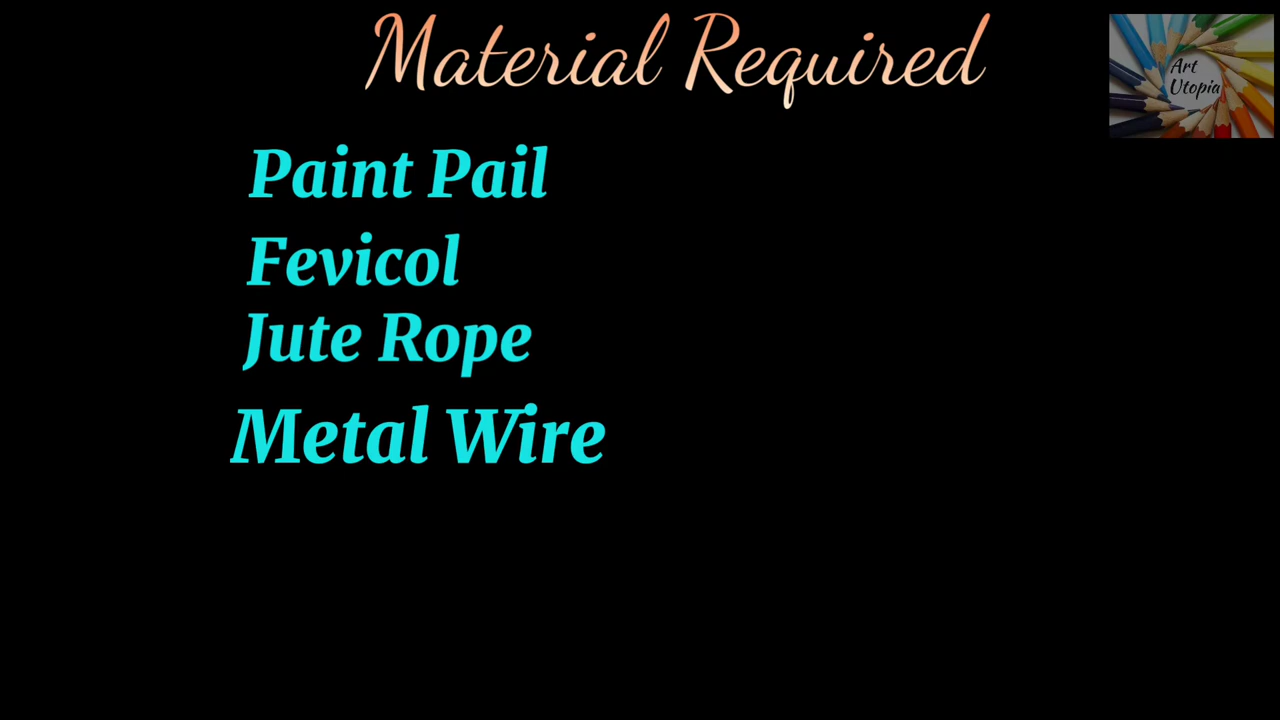 Material Required
Art
Utopia
Paint Pail
Fevicol
Jute Rope
Metal Wire